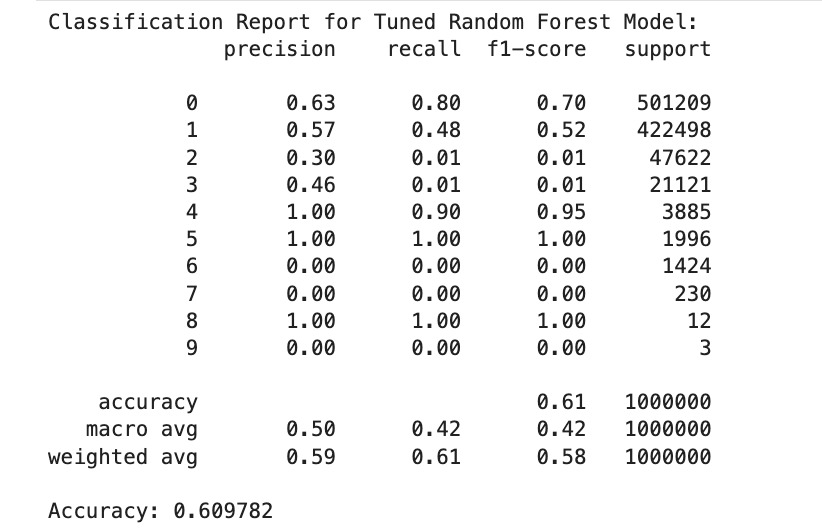 Classification Report for Tuned Random Forest Model:
precision recall f1-score support
0 0.63 0.80 0.70 501209
1 0.57 0.48 0.52 422498
2 0.30 0.01 0.01 47622
3 0.46 0.01 0.01 21121
4 1.00 0.90 0.95 3885
5 1.00 1.00 1.00 1996
6 0.00 0.00 0.00 1424
7 0.00 0.00 0.00 230
8 1.00 1.00 1.00 12
9 0.00 0.00 0.00 3
accuracy 0.61 1000000
macro avg 0.50 0.42 0.42 1000000
weighted avg 0.59 0.61 0.58 1000000
Accuracy: 0.609782